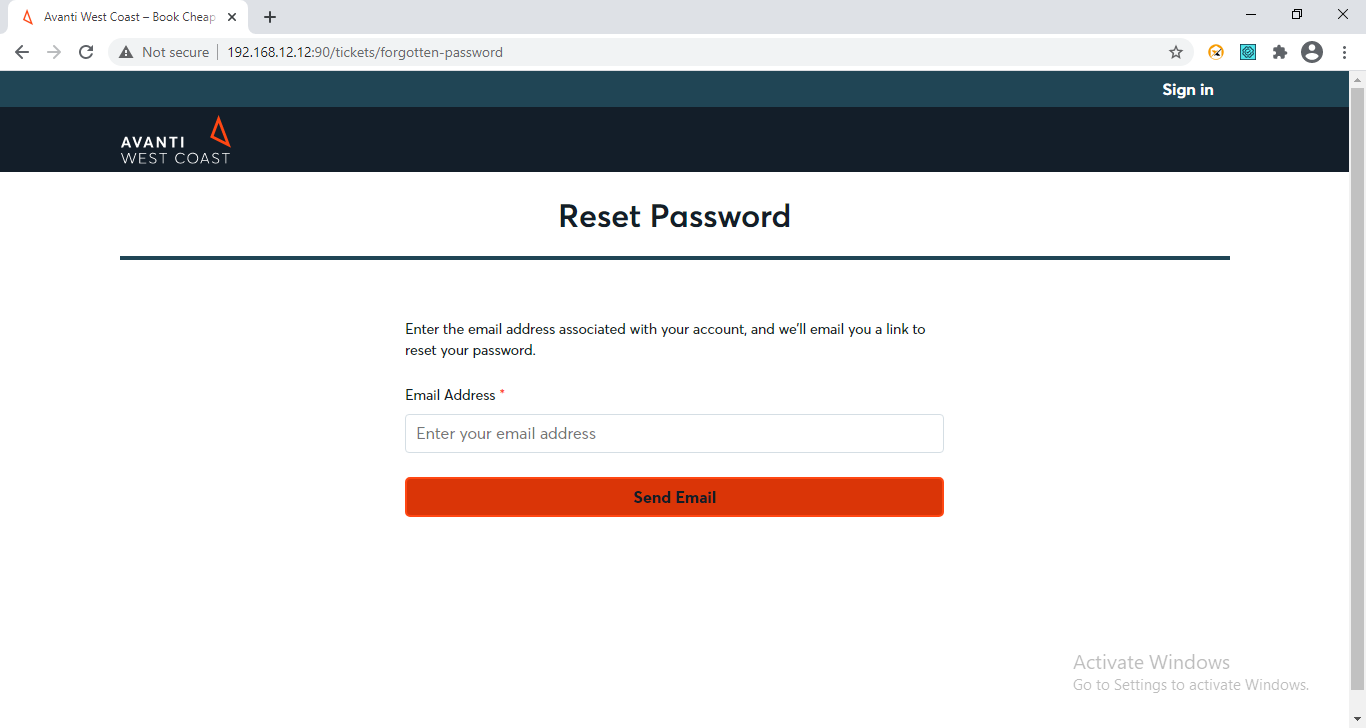 Avanti West Coast – Book Cheap
Not secure
192.168.12.12:90/tickets/forgotten-password
Sign in
AVANTI
WEST COAST
Reset Password
Enter the email address associated with your account, and we'll email you a link to
reset your password.
Email Address *
Enter your email address
Send Email
Activate Windows
Go to Settings to activate Windows.